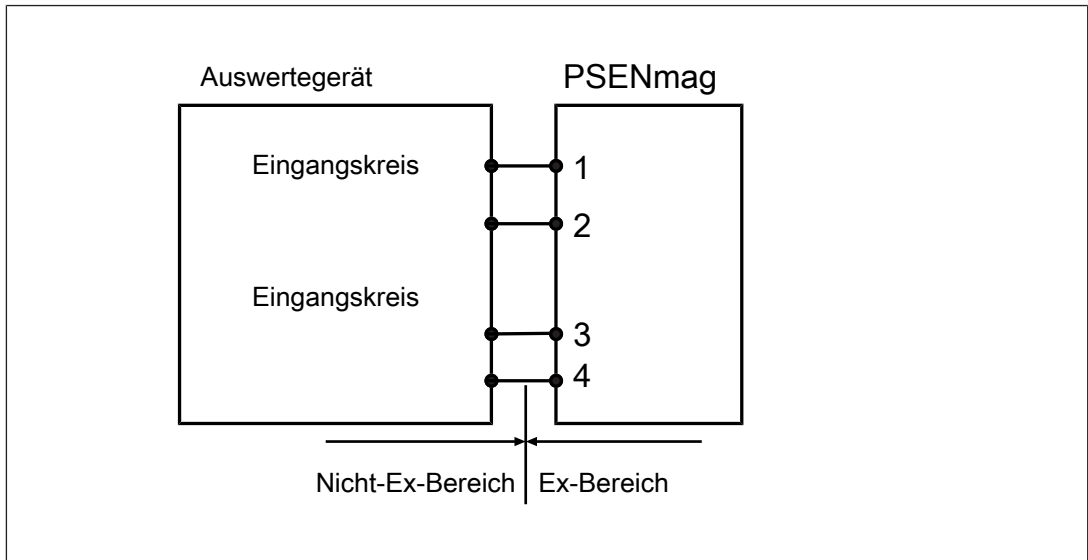 Auswertegerät
PSENmag
Eingangskreis
1
2
Eingangskreis
3
4
Nicht-Ex-Bereich
Ex-Bereich